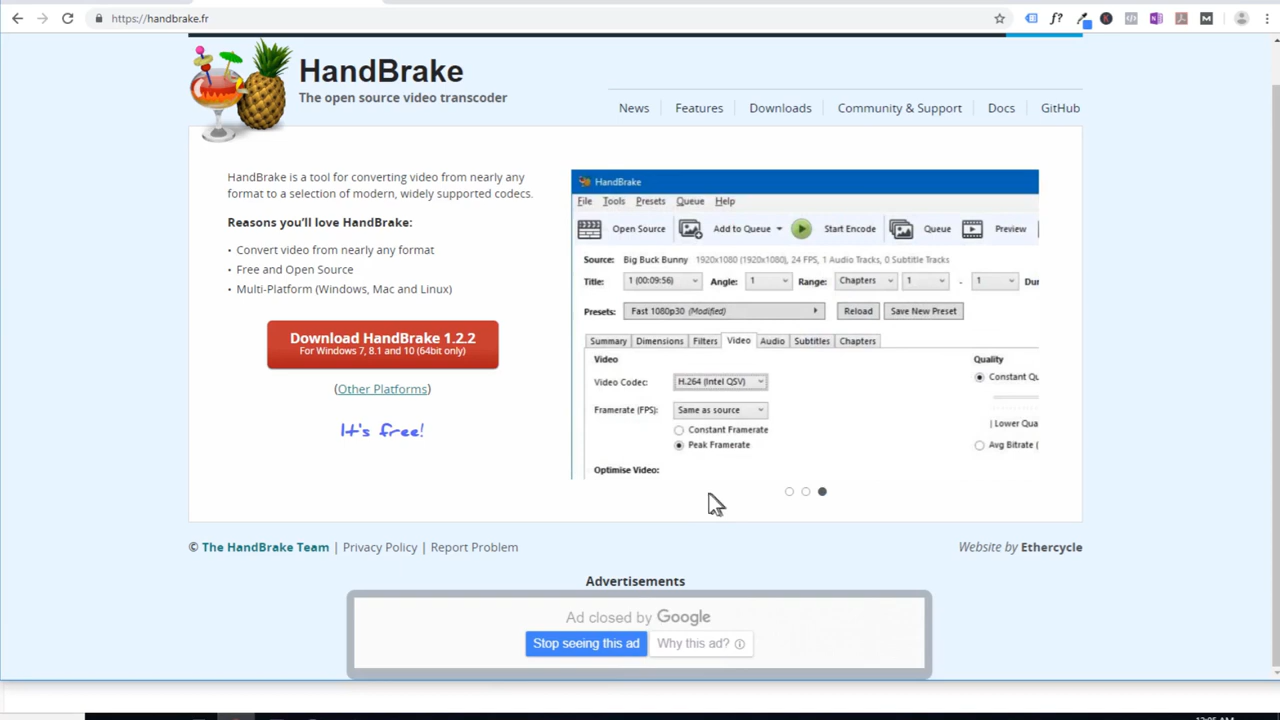 https://handbrake.fr
HandBrake
The open source video transcoder
News
Features
Downloads
Community & Support
Docs
GitHub
HandBrake is a tool for converting video from nearly any
format to a selection of modern, widely supported codecs.
Reasons you'll love HandBrake:
• Convert video from nearly any format
• Free and Open Source
• Multi-Platform (Windows, Mac and Linux)
Download HandBrake 1.2.2
For Windows 7, 8.1 and 10 (64bit only)
(Other Platforms)
It's free!
HandBrake
File Tools Presets Queue Help
Open Source Add to Queue Start Encode Queue Preview
Source: Big Buck Bunny 1920x1080 (1920x1080), 24 FPS, 1 Audio Tracks, 0 Subtitle Tracks
Title: 1 (00:09:56) Angle: 1 Range: Chapters 1 - 1 Dur
Presets: Fast 1080p30 (Modified) Reload Save New Preset
Summary Dimensions Filters Video Audio Subtitles Chapters
Video Quality
Video Codec: H.264 (Intel QSV) Constant Qu
Framerate (FPS): Same as source
Constant Framerate | Lower Qua
Peak Framerate Avg Bitrate (
Optimise Video:
© The HandBrake Team | Privacy Policy | Report Problem
Website by Ethercycle
Advertisements
Ad closed by Google
Stop seeing this ad Why this ad?